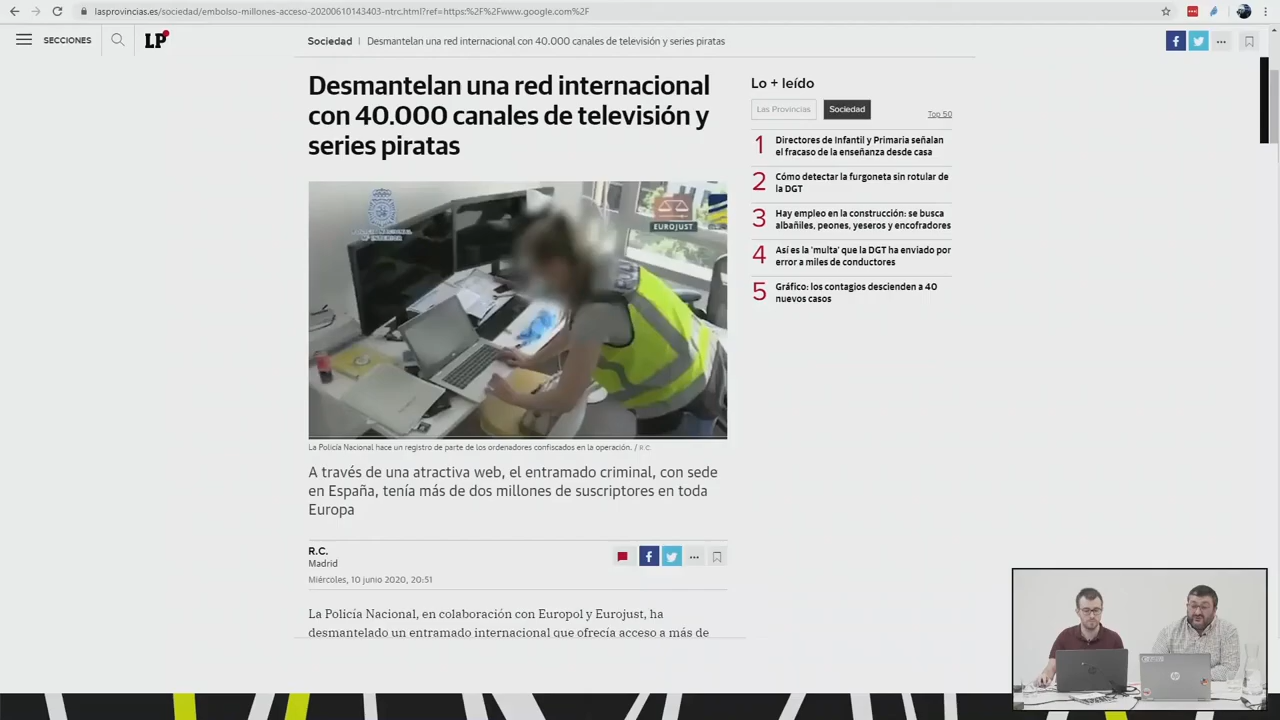 lasprovincias.es/sociedad/embolso-millones-acceso-20200610143403-ntrc.html?ref=https:%2F%2Fwww.google.com%2F
SECCIONES
LP
Sociedad | Desmantelan una red internacional con 40.000 canales de televisión y series piratas
Desmantelan una red internacional
con 40.000 canales de televisión y
series piratas
EUROJUST
La Policía Nacional hace un registro de parte de los ordenadores confiscados en la operación. / R.C.
A través de una atractiva web, el entramado criminal, con sede
en España, tenía más de dos millones de suscriptores en toda
Europa
R.C.
Madrid
Miércoles, 10 junio 2020, 20:51
La Policía Nacional, en colaboración con Europol y Eurojust, ha
desmantelado un entramado internacional que ofrecía acceso a más de
Lo + leído
Las Provincias
Sociedad
Top 50
1 Directores de Infantil y Primaria señalan
el fracaso de la enseñanza desde casa
2 Cómo detectar la furgoneta sin rotular de
la DGT
3 Hay empleo en la construcción: se busca
albañiles, peones, yeseros y encofradores
4 Así es la 'multa' que la DGT ha enviado por
error a miles de conductores
5 Gráfico: los contagios descienden a 40
nuevos casos
hp